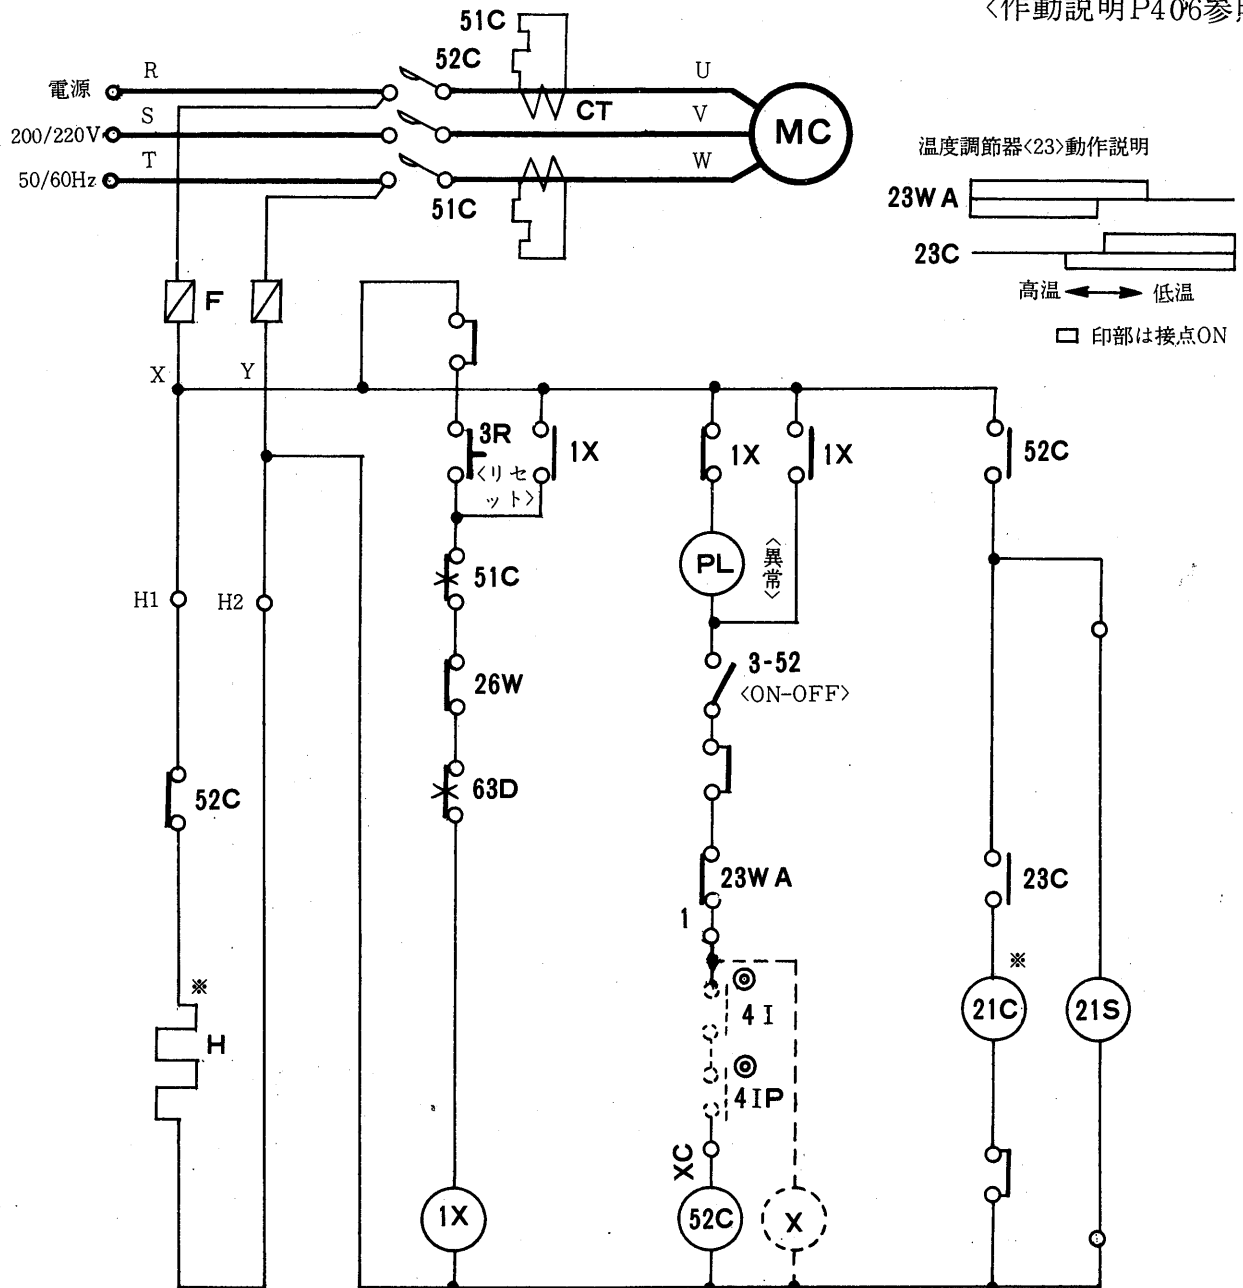 〈作動説明P406参照
51C
52C
R
U
電源
CT
S
V
MC
200/220V
T
W
50/60Hz
51C
温度調節器〈23〉動作説明
23WA
23C
高温 低温
印部は接点ON
F
X
Y
3R
〈リセ
ット〉
1X
1X
1X
52C
PL
〈異常〉
51C
H1
H2
3-52
〈ON-OFF〉
26W
52C
63D
23WA
23C
1
※
※
4I
21C
21S
H
4IP
XC
1X
52C
X